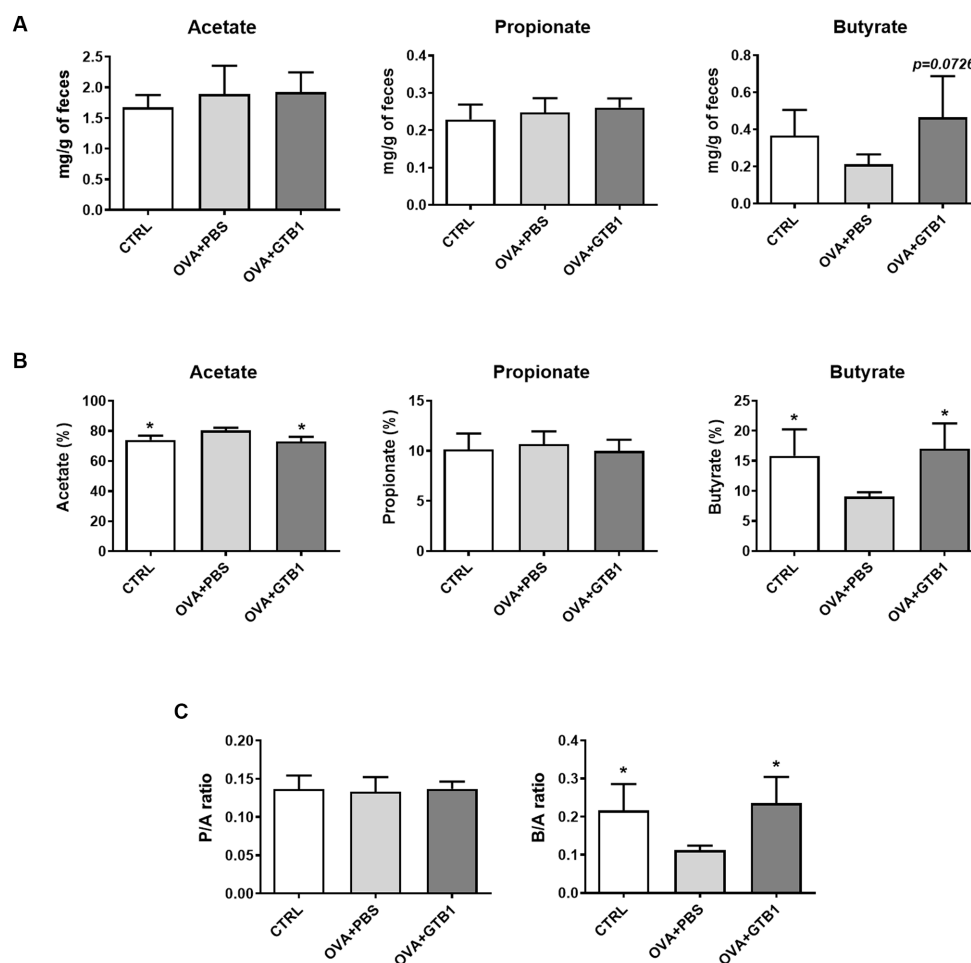 A
Acetate
mg/g of feces
2.5
2.0
1.5
1.0
0.5
0.0
CTRL
OVA+PBS
OVA+GTB1
Propionate
mg/g of feces
0.4
0.3
0.2
0.1
0.0
CTRL
OVA+PBS
OVA+GTB1
Butyrate
p=0.0726
mg/g of feces
0.8
0.6
0.4
0.2
0.0
CTRL
OVA+PBS
OVA+GTB1
B
Acetate
Acetate (%)
100
80
60
40
20
0
*
*
CTRL
OVA+PBS
OVA+GTB1
Propionate
Propionate (%)
15
10
5
0
CTRL
OVA+PBS
OVA+GTB1
Butyrate
Butyrate (%)
25
20
15
10
5
0
*
*
CTRL
OVA+PBS
OVA+GTB1
C
P/A ratio
0.20
0.15
0.10
0.05
0.00
CTRL
OVA+PBS
OVA+GTB1
B/A ratio
0.4
0.3
0.2
0.1
0.0
*
*
CTRL
OVA+PBS
OVA+GTB1